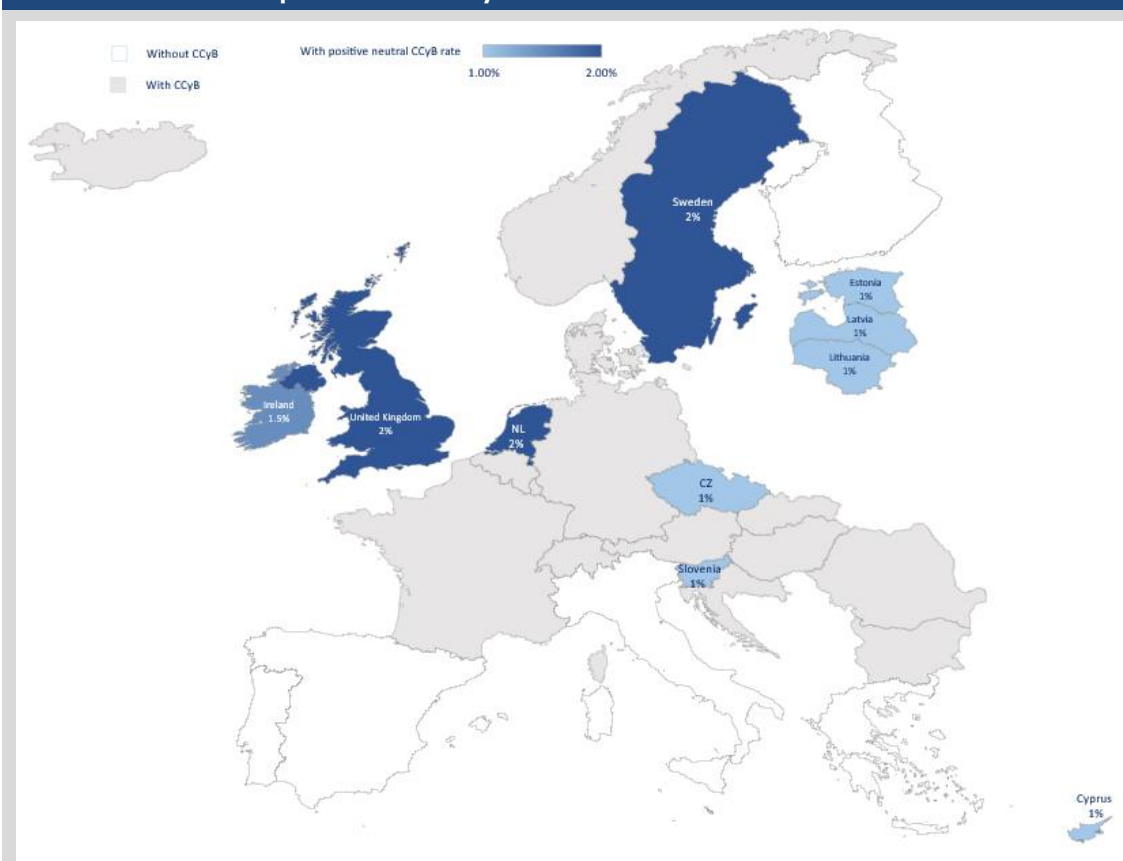 Without CCyB
With CCyB
With positive neutral CCyB rate
1.00%
2.00%
Sweden
2%
Estonia
1%
Latvia
1%
Lithuania
1%
Ireland
1.5%
United Kingdom
2%
NL
2%
CZ
1%
Slovenia
1%
Cyprus
1%